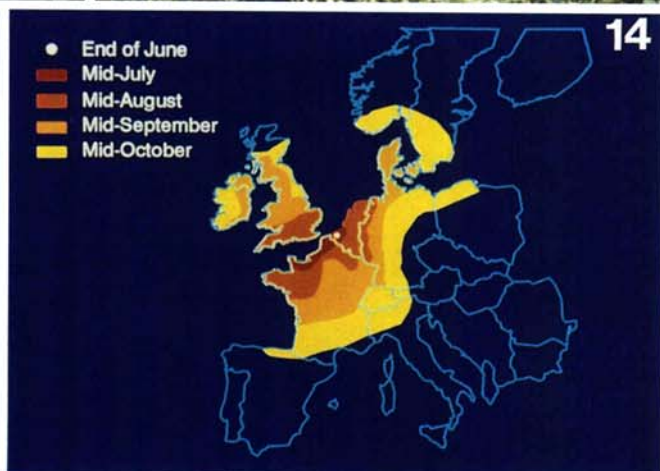 14
End of June
Mid-July
Mid-August
Mid-September
Mid-October